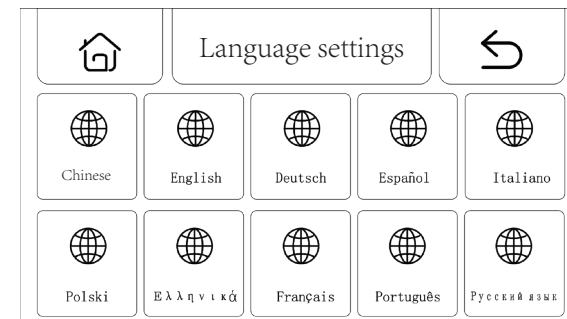 Language settings
Chinese
English
Deutsch
Español
Italiano
Polski
Ελληνικά
Français
Português
Русский язык